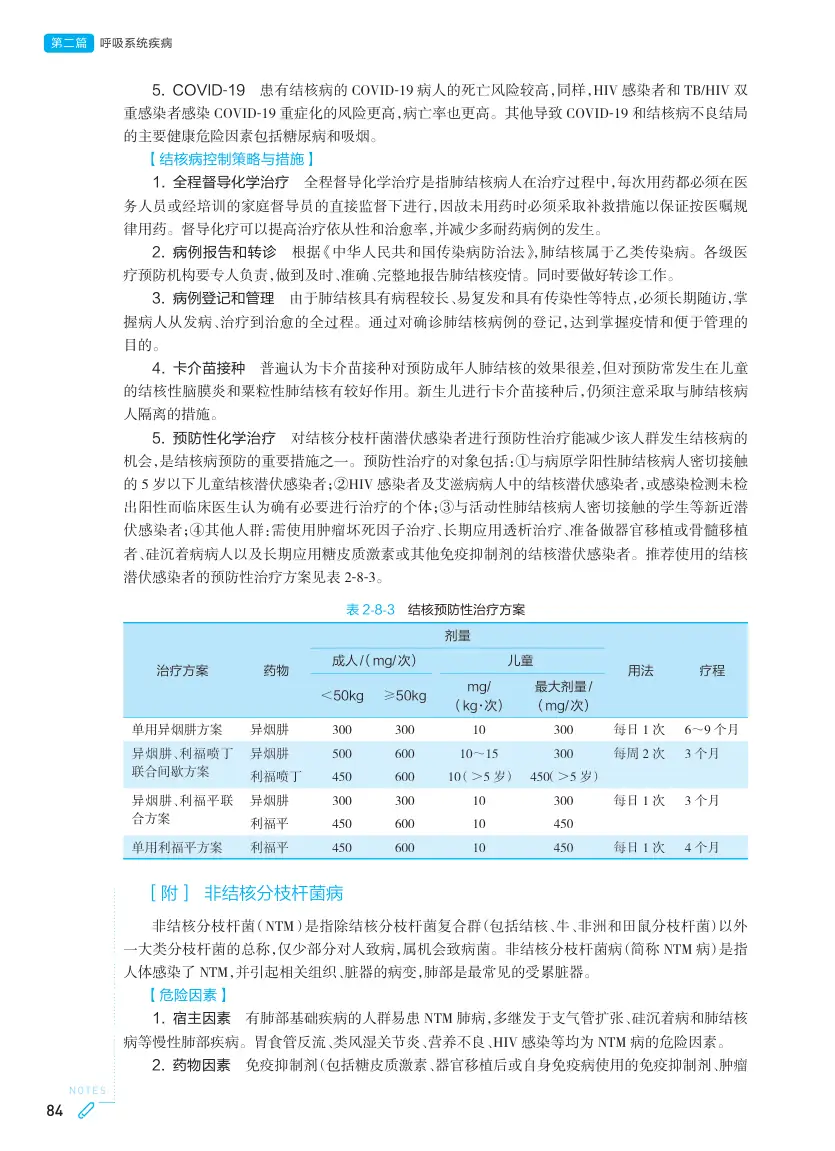 第二篇 呼吸系统疾病
5. COVID-19 患有结核病的 COVID-19 病人的死亡风险较高，同样，HIV 感染者和 TB/HIV 双
重感染者感染 COVID-19 重症化的风险更高，病亡率也更高。其他导致 COVID-19 和结核病不良结局
的主要健康危险因素包括糖尿病和吸烟。
【结核病控制策略与措施】
1. 全程督导化学治疗 全程督导化学治疗是指肺结核病人在治疗过程中，每次用药都必须在医
务人员或经培训的家庭督导员的直接监督下进行，因故未用药时必须采取补救措施以保证按医嘱规
律用药。督导化疗可以提高治疗依从性和治愈率，并减少多耐药病例的发生。
2. 病例报告和转诊 根据《中华人民共和国传染病防治法》，肺结核属于乙类传染病。各级医
疗预防机构要专人负责，做到及时、准确、完整地报告肺结核疫情。同时要做好转诊工作。
3. 病例登记和管理 由于肺结核具有病程较长、易复发和具有传染性等特点，必须长期随访，掌
握病人从发病、治疗到治愈的全过程。通过对确诊肺结核病例的登记，达到掌握疫情和便于管理的
目的。
4. 卡介苗接种 普遍认为卡介苗接种对预防成年人肺结核的效果很差，但对预防常发生在儿童
的结核性脑膜炎和粟粒性肺结核有较好作用。新生儿进行卡介苗接种后，仍须注意采取与肺结核病
人隔离的措施。
5. 预防性化学治疗 对结核分枝杆菌潜伏感染者进行预防性治疗能减少该人群发生结核病的
机会，是结核病预防的重要措施之一。预防性治疗的对象包括：①与病原学阳性肺结核病人密切接触
的 5 岁以下儿童结核潜伏感染者；②HIV 感染者及艾滋病病人中的结核潜伏感染者，或感染检测未检
出阳性而临床医生认为确有必要进行治疗的个体；③与活动性肺结核病人密切接触的学生等新近潜
伏感染者；④其他人群：需使用肿瘤坏死因子治疗、长期应用透析治疗、准备做器官移植或骨髓移植
者、硅沉着病病人以及长期应用糖皮质激素或其他免疫抑制剂的结核潜伏感染者。推荐使用的结核
潜伏感染者的预防性治疗方案见表 2-8-3。
表 2-8-3 结核预防性治疗方案
剂量
成人/（mg/次） 儿童
治疗方案 药物 用法 疗程
＜50kg ≥50kg mg/（kg·次） 最大剂量/（mg/次）
单用异烟肼方案 异烟肼 300 300 10 300 每日 1 次 6～9 个月
异烟肼、利福喷丁 异烟肼 500 600 10～15 300 每周 2 次 3 个月
联合间歇方案 利福喷丁 450 600 10（＞5 岁） 450（＞5 岁）
异烟肼、利福平联 异烟肼 300 300 10 300 每日 1 次 3 个月
合方案 利福平 450 600 10 450
单用利福平方案 利福平 450 600 10 450 每日 1 次 4 个月
［附］ 非结核分枝杆菌病
非结核分枝杆菌（NTM）是指除结核分枝杆菌复合群（包括结核、牛、非洲和田鼠分枝杆菌）以外
一大类分枝杆菌的总称，仅少部分对人致病，属机会致病菌。非结核分枝杆菌病（简称 NTM 病）是指
人体感染了 NTM，并引起相关组织、脏器的病变，肺部是最常见的受累脏器。
【危险因素】
1. 宿主因素 有肺部基础疾病的人群易患 NTM 肺病，多继发于支气管扩张、硅沉着病和肺结核
病等慢性肺部疾病。胃食管反流、类风湿关节炎、营养不良、HIV 感染等均为 NTM 病的危险因素。
2. 药物因素 免疫抑制剂（包括糖皮质激素、器官移植后或自身免疫病使用的免疫抑制剂、肿瘤
NOTES
84